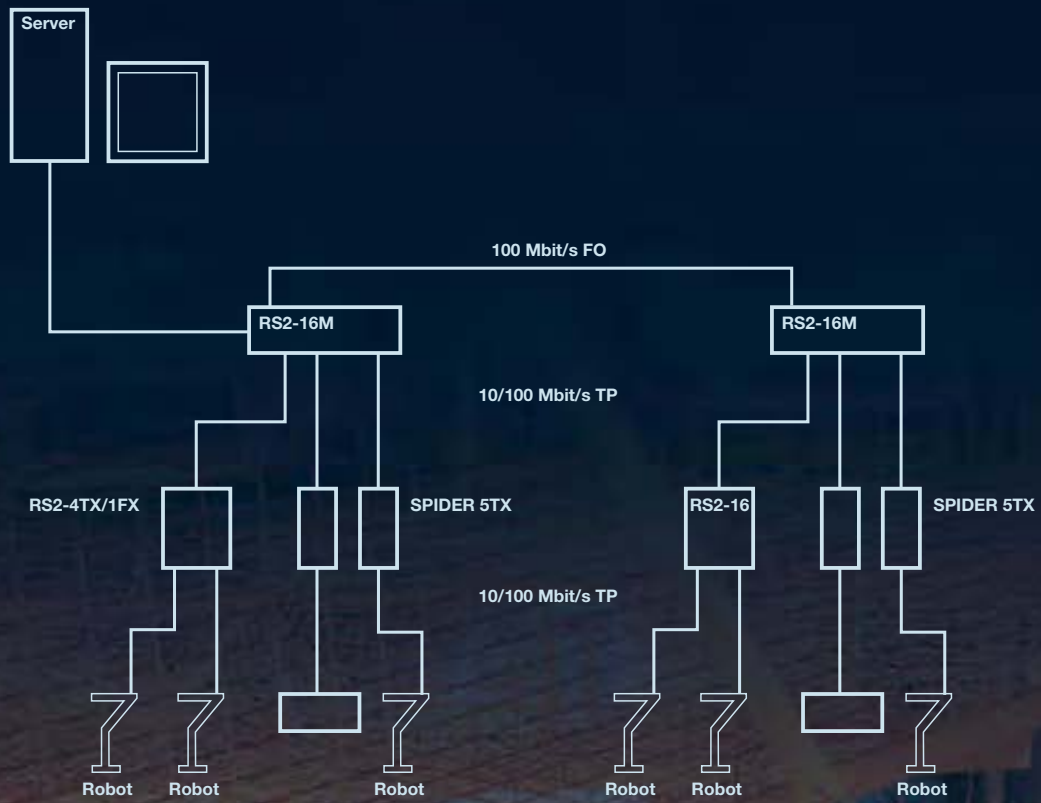 Server
100 Mbit/s FO
RS2-16M
RS2-16M
10/100 Mbit/s TP
RS2-4TX/1FX
SPIDER 5TX
RS2-16
SPIDER 5TX
10/100 Mbit/s TP
Robot
Robot
Robot
Robot
Robot
Robot